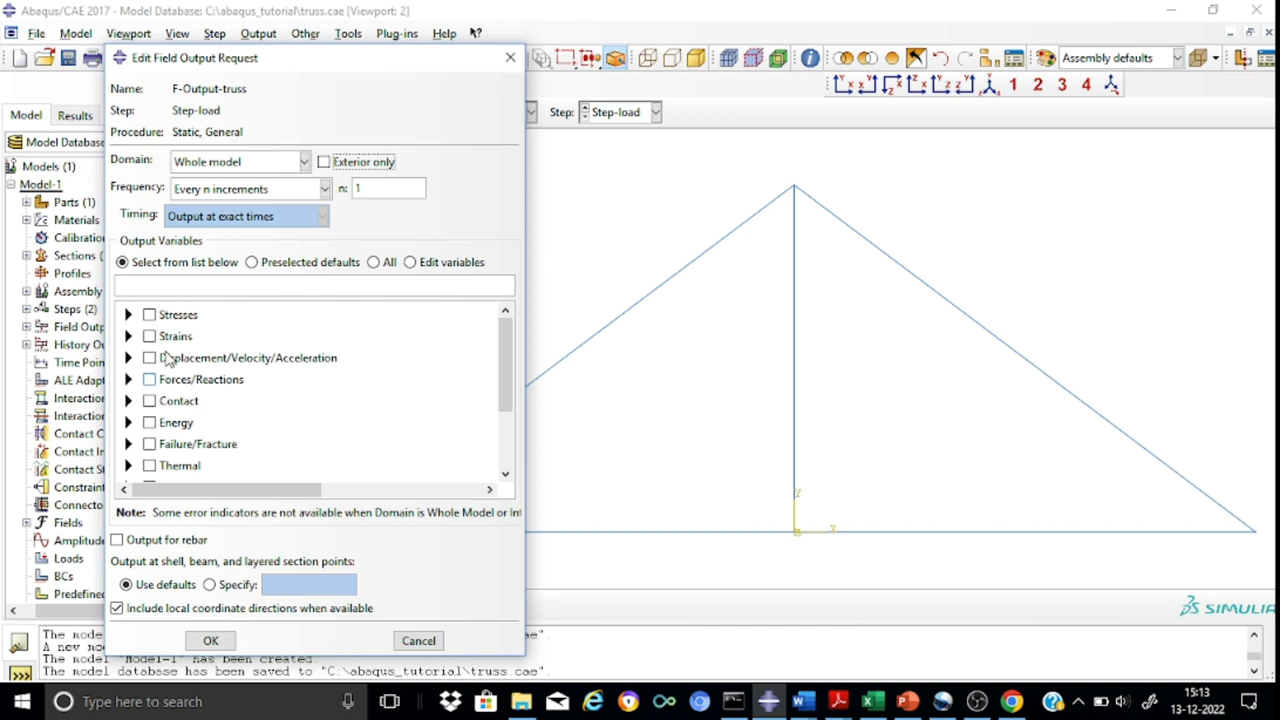 Abaqus/CAE 2017 - Model Database: C:\abaqus_tutorial\truss.cae [Viewport: 2]
File Model Viewport View Step Output Other Tools Plug-ins Help
Assembly defaults
1 2 3 4
Edit Field Output Request
Name: F-Output-truss
Step: Step-load
Procedure: Static, General
Domain: Whole model Exterior only
Frequency: Every n increments n: 1
Timing: Output at exact times
Output Variables
Select from list below Preselected defaults All Edit variables
Stresses
Strains
Displacement/Velocity/Acceleration
Forces/Reactions
Contact
Energy
Failure/Fracture
Thermal
Note: Some error indicators are not available when Domain is Whole Model or Int
Output for rebar
Output at shell, beam, and layered section points:
Use defaults Specify:
Include local coordinate directions when available
OK Cancel
Step: Step-load
Model Results
Model Database
Models (1)
Model-1
Parts (1)
Materials
Calibratio
Sections (
Profiles
Assembly
Steps (2)
Field Outp
History Ou
Time Poin
ALE Adap
Interaction
Interaction
Contact C
Contact In
Contact St
Constraint
Connecto
Fields
Amplitude
Loads
BCs
Predefine
Y
SIMULIA
The mode
A new mod
The model "Model-1" has been created.
The model database has been saved to "C:\abaqus_tutorial\truss.cae".
Type here to search
15:13
13-12-2022